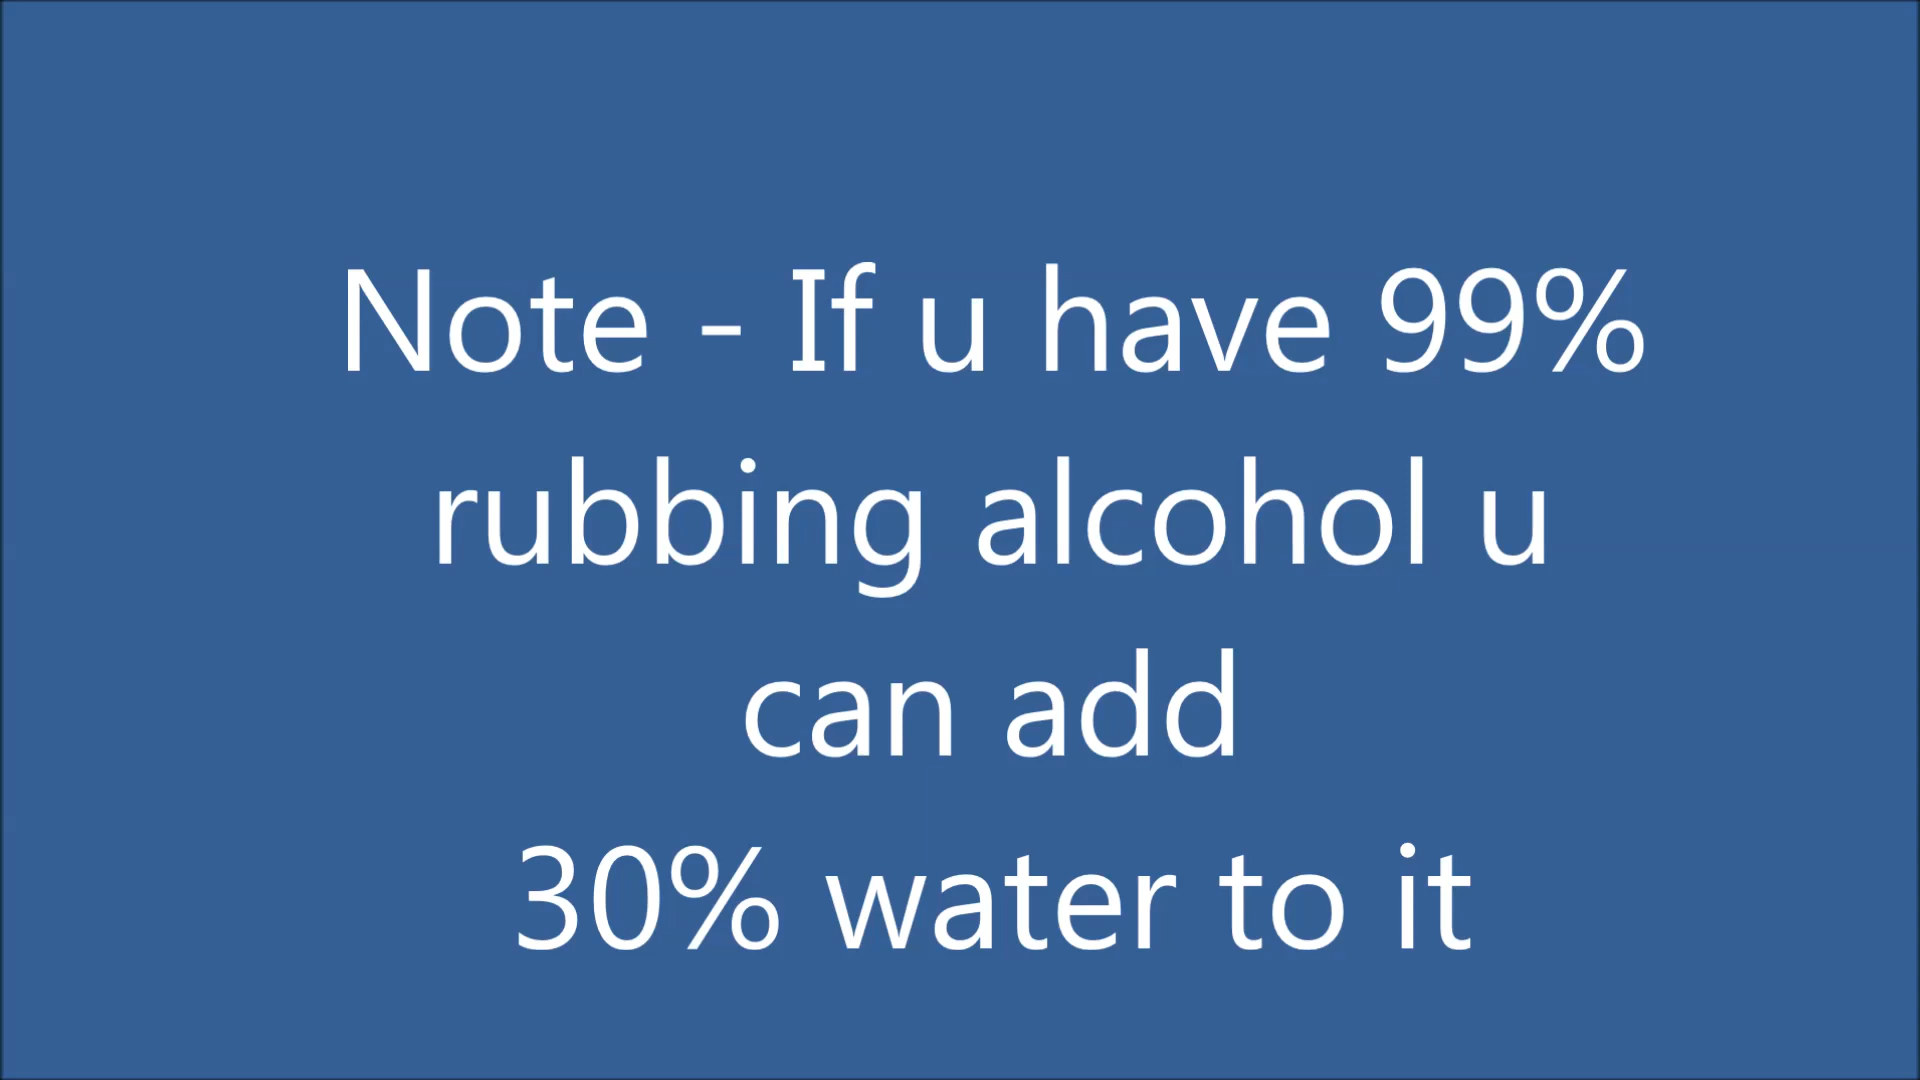 Note - If u have 99%
rubbing alcohol u
can add
30% water to it